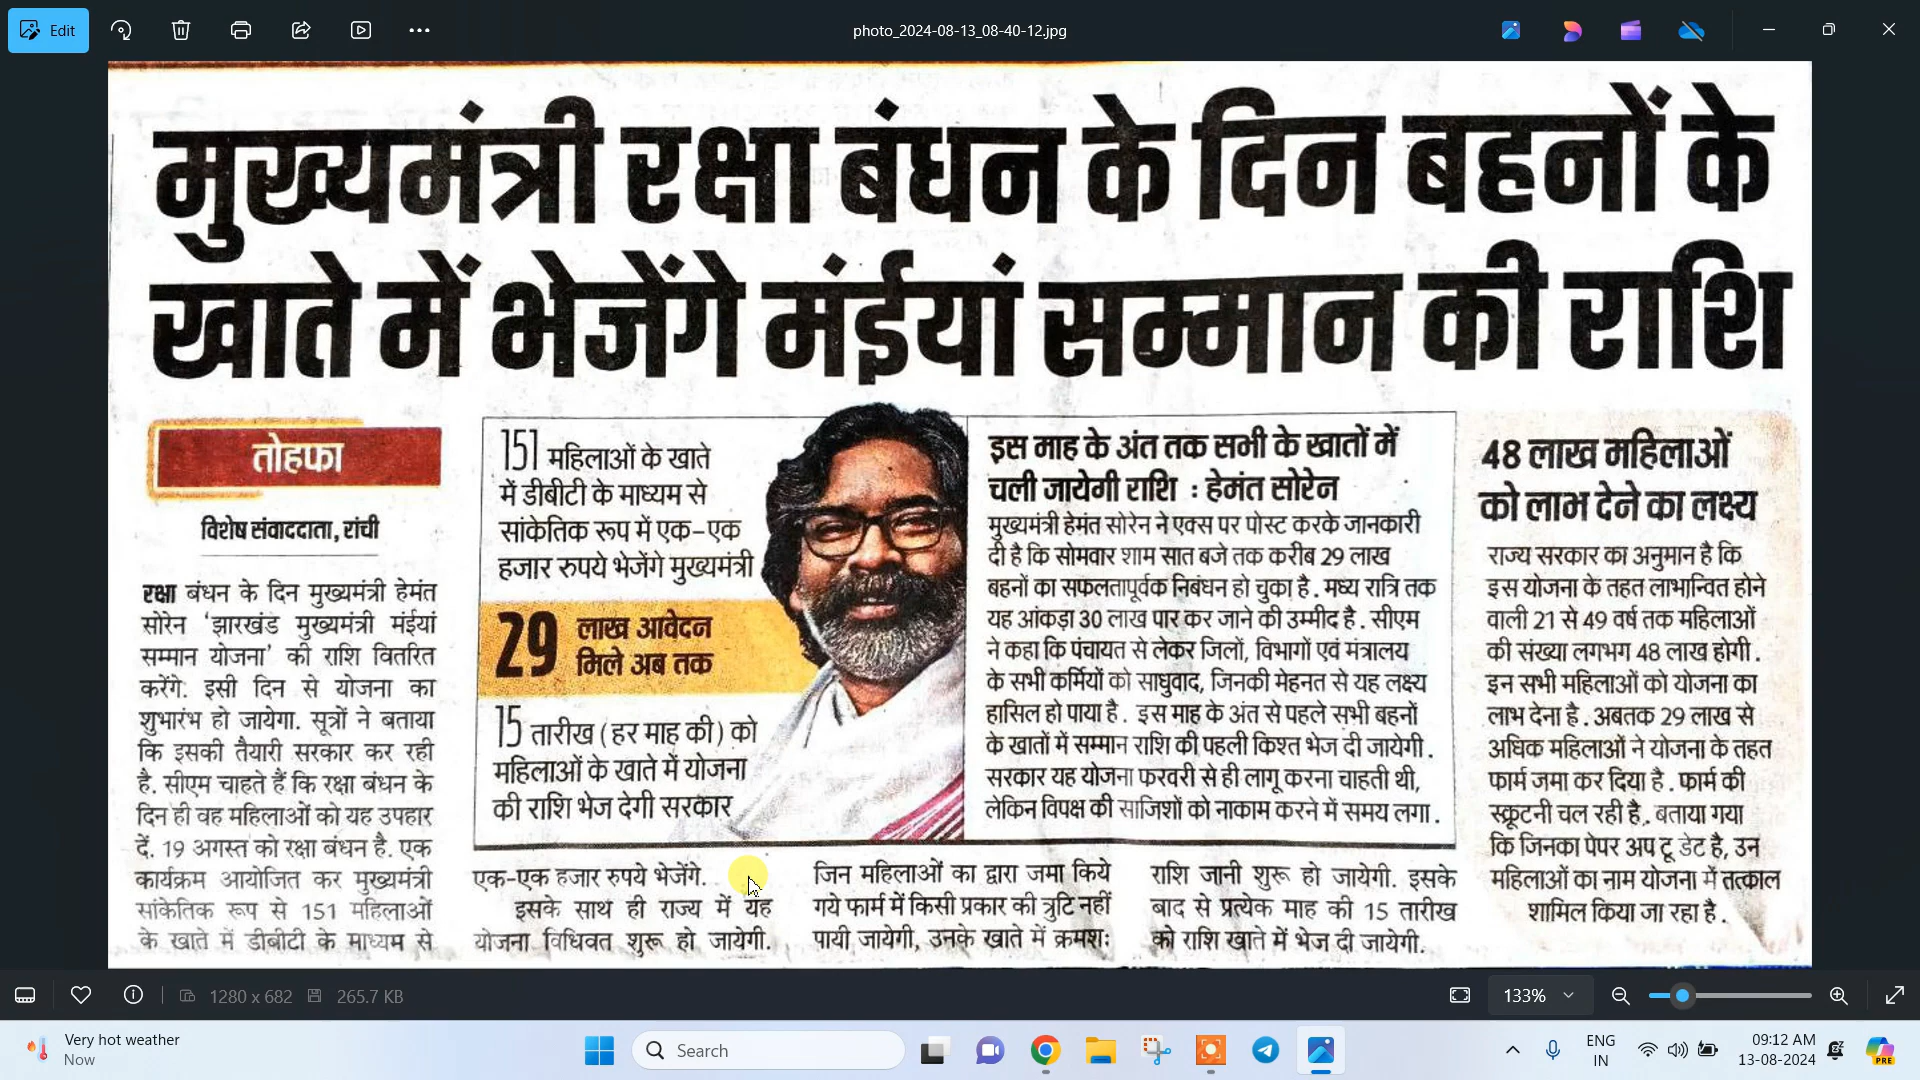 Edit
photo_2024-08-13_08-40-12.jpg
मुख्यमंत्री रक्षा बंधन के दिन बहनों के
खाते में भेजेंगे मंईयां सम्मान की राशि
तोहफा
विशेष संवाददाता, रांची
रक्षा बंधन के दिन मुख्यमंत्री हेमंत
सोरेन 'झारखंड मुख्यमंत्री मंईयां
सम्मान योजना' की राशि वितरित
करेंगे. इसी दिन से योजना का
शुभारंभ हो जायेगा. सूत्रों ने बताया
कि इसकी तैयारी सरकार कर रही
है. सीएम चाहते हैं कि रक्षा बंधन के
दिन ही वह महिलाओं को यह उपहार
दें. 19 अगस्त को रक्षा बंधन है. एक
कार्यक्रम आयोजित कर मुख्यमंत्री
सांकेतिक रूप से 151 महिलाओं
के खाते में डीबीटी के माध्यम से
151 महिलाओं के खाते
में डीबीटी के माध्यम से
सांकेतिक रूप में एक-एक
हजार रुपये भेजेंगे मुख्यमंत्री
29 लाख आवेदन
मिले अब तक
15 तारीख (हर माह की) को
महिलाओं के खाते में योजना
की राशि भेज देगी सरकार
इस माह के अंत तक सभी के खातों में
चली जायेगी राशि : हेमंत सोरेन
मुख्यमंत्री हेमंत सोरेन ने एक्स पर पोस्ट करके जानकारी
दी है कि सोमवार शाम सात बजे तक करीब 29 लाख
बहनों का सफलतापूर्वक निबंधन हो चुका है. मध्य रात्रि तक
यह आंकड़ा 30 लाख पार कर जाने की उम्मीद है. सीएम
ने कहा कि पंचायत से लेकर जिलों, विभागों एवं मंत्रालय
के सभी कर्मियों को साधुवाद, जिनकी मेहनत से यह लक्ष्य
हासिल हो पाया है. इस माह के अंत से पहले सभी बहनों
के खातों में सम्मान राशि की पहली किश्त भेज दी जायेगी.
सरकार यह योजना फरवरी से ही लागू करना चाहती थी,
लेकिन विपक्ष की साजिशों को नाकाम करने में समय लगा.
48 लाख महिलाओं
को लाभ देने का लक्ष्य
राज्य सरकार का अनुमान है कि
इस योजना के तहत लाभान्वित होने
वाली 21 से 49 वर्ष तक महिलाओं
की संख्या लगभग 48 लाख होगी.
इन सभी महिलाओं को योजना का
लाभ देना है. अबतक 29 लाख से
अधिक महिलाओं ने योजना के तहत
फार्म जमा कर दिया है. फार्म की
स्क्रूटनी चल रही है. बताया गया
कि जिनका पेपर अप टू डेट है, उन
महिलाओं का नाम योजना में तत्काल
शामिल किया जा रहा है.
एक-एक हजार रुपये भेजेंगे.
इसके साथ ही राज्य में यह
योजना विधिवत शुरू हो जायेगी.
जिन महिलाओं का द्वारा जमा किये
गये फार्म में किसी प्रकार की त्रुटि नहीं
पायी जायेगी, उनके खाते में क्रमश:
राशि जानी शुरू हो जायेगी. इसके
बाद से प्रत्येक माह की 15 तारीख
को राशि खाते में भेज दी जायेगी.
1280 x 682
265.7 KB
133%
Very hot weather
Now
Search
ENG
IN
09:12 AM
13-08-2024
PRE